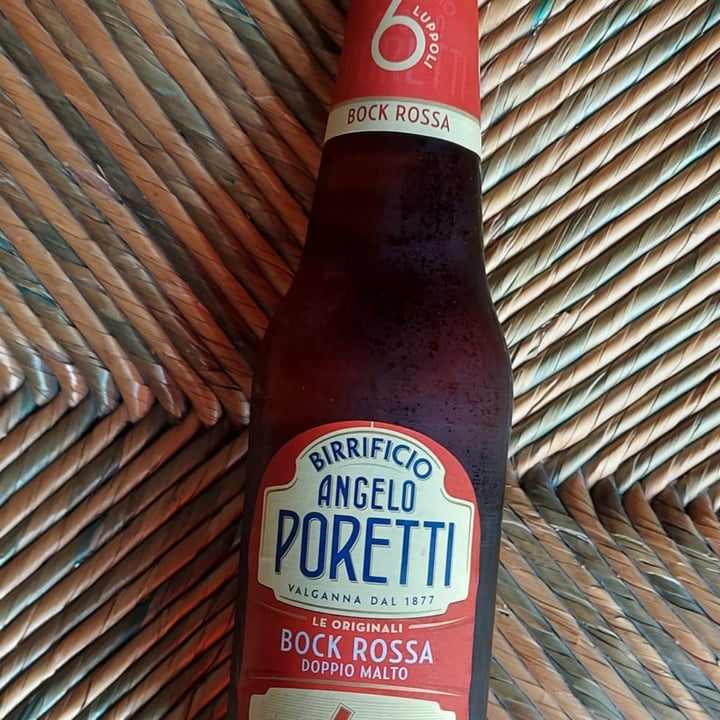 6
LUPPOLI
BOCK ROSSA
BIRRIFICIO
ANGELO
PORETTI
VALGANNA DAL 1877
LE ORIGINALI
BOCK ROSSA
DOPPIO MALTO